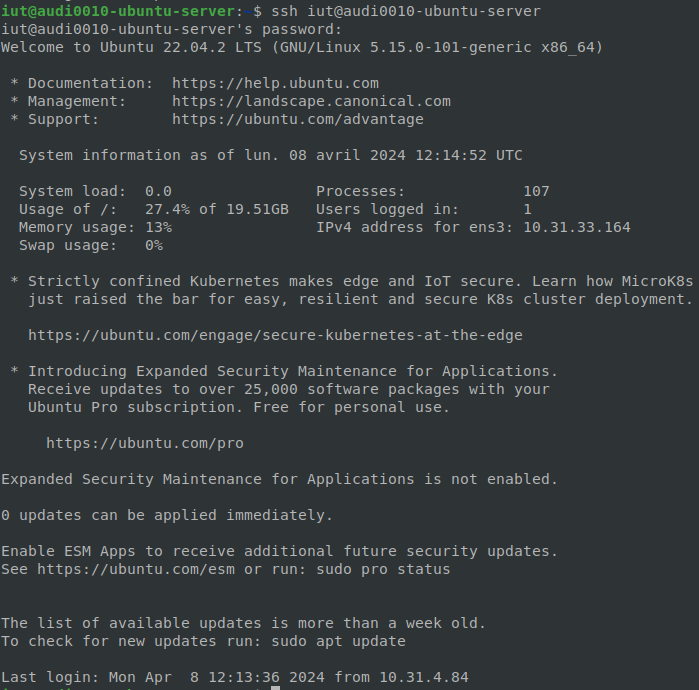 iut@audi0010-ubuntu-server:~$ ssh iut@audi0010-ubuntu-server
iut@audi0010-ubuntu-server's password:
Welcome to Ubuntu 22.04.2 LTS (GNU/Linux 5.15.0-101-generic x86_64)
* Documentation:  https://help.ubuntu.com
* Management:     https://landscape.canonical.com
* Support:        https://ubuntu.com/advantage
System information as of lun. 08 avril 2024 12:14:52 UTC
System load:  0.0                Processes:             107
Usage of /:   27.4% of 19.51GB   Users logged in:       1
Memory usage: 13%                IPv4 address for ens3: 10.31.33.164
Swap usage:   0%
* Strictly confined Kubernetes makes edge and IoT secure. Learn how MicroK8s
just raised the bar for easy, resilient and secure K8s cluster deployment.
https://ubuntu.com/engage/secure-kubernetes-at-the-edge
* Introducing Expanded Security Maintenance for Applications.
Receive updates to over 25,000 software packages with your
Ubuntu Pro subscription. Free for personal use.
https://ubuntu.com/pro
Expanded Security Maintenance for Applications is not enabled.
0 updates can be applied immediately.
Enable ESM Apps to receive additional future security updates.
See https://ubuntu.com/esm or run: sudo pro status
The list of available updates is more than a week old.
To check for new updates run: sudo apt update
Last login: Mon Apr  8 12:13:36 2024 from 10.31.4.84